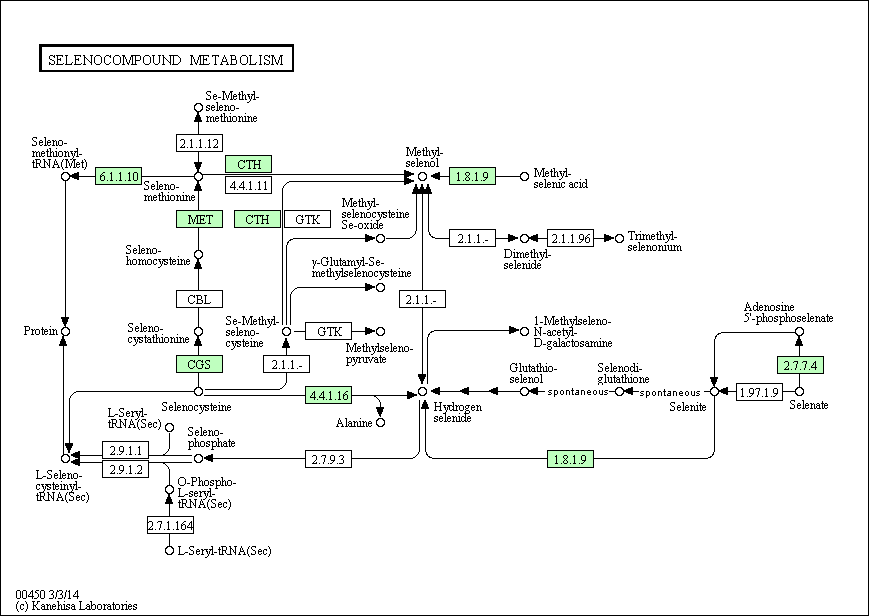 SELENOCOMPOUND METABOLISM
Se-Methyl-
seleno-
methionine
2.1.1.12
Seleno-
methionyl-
tRNA(Met)
6.1.1.10
Seleno-
methionine
CTH
4.4.1.11
Methyl-
selenol
1.8.1.9
Methyl-
selenic acid
MET
CTH
GTK
Methyl-
selenocysteine
Se-oxide
2.1.1.-
Dimethyl-
selenide
2.1.1.96
Trimethyl-
selenonium
Seleno-
homocysteine
γ-Glutamyl-Se-
methylselenocysteine
CBL
2.1.1.-
Protein
Seleno-
cystathionine
Se-Methyl-
seleno-
cysteine
GTK
Methylseleno-
pyruvate
1-Methylseleno-
N-acetyl-
D-galactosamine
Adenosine
5'-phosphoselenate
CGS
2.1.1.-
Glutathio-
selenol
Selenodi-
glutathione
2.7.7.4
4.4.1.16
spontaneous
spontaneous
1.97.1.9
Selenocysteine
Hydrogen
selenide
Selenite
Selenate
Alanine
L-Seryl-
tRNA(Sec)
Seleno-
phosphate
2.9.1.1
2.9.1.2
2.7.9.3
1.8.1.9
L-Seleno-
cysteinyl-
tRNA(Sec)
O-Phospho-
L-seryl-
tRNA(Sec)
2.7.1.164
L-Seryl-tRNA(Sec)
00450 3/3/14
(c) Kanehisa Laboratories